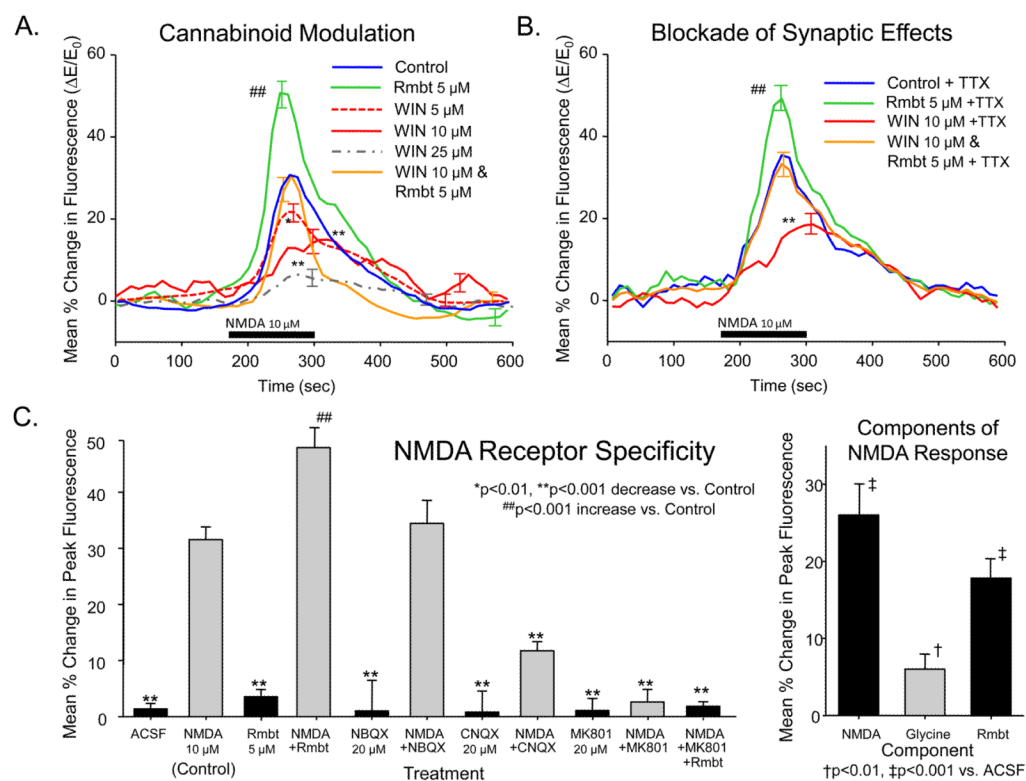 A.
Cannabinoid Modulation
Mean % Change in Fluorescence (ΔE/E₀)
60
40
20
0
##
Control
Rmbt 5 µM
WIN 5 µM
WIN 10 µM
WIN 25 µM
WIN 10 µM &
Rmbt 5 µM
*
**
**
NMDA 10 µM
0 100 200 300 400 500 600
Time (sec)
B.
Blockade of Synaptic Effects
Mean % Change in Fluorescence (ΔE/E₀)
60
40
20
0
##
Control + TTX
Rmbt 5 µM +TTX
WIN 10 µM +TTX
WIN 10 µM &
Rmbt 5 µM + TTX
**
NMDA 10 µM
0 100 200 300 400 500 600
Time (sec)
C.
NMDA Receptor Specificity
*p<0.01, **p<0.001 decrease vs. Control
##p<0.001 increase vs. Control
Mean % Change in Peak Fluorescence
50
40
30
20
10
0
##
** ** ** ** ** ** ** **
ACSF NMDA Rmbt NMDA NBQX NMDA CNQX NMDA MK801 NMDA NMDA
10 µM 5 µM +Rmbt 20 µM +NBQX 20 µM +CNQX 20 µM +MK801 +MK801
(Control) +Rmbt
Treatment
Components of
NMDA Response
Mean % Change in Peak Fluorescence
30
20
10
0
‡ † ‡
NMDA Glycine Rmbt
Component
†p<0.01, ‡p<0.001 vs. ACSF